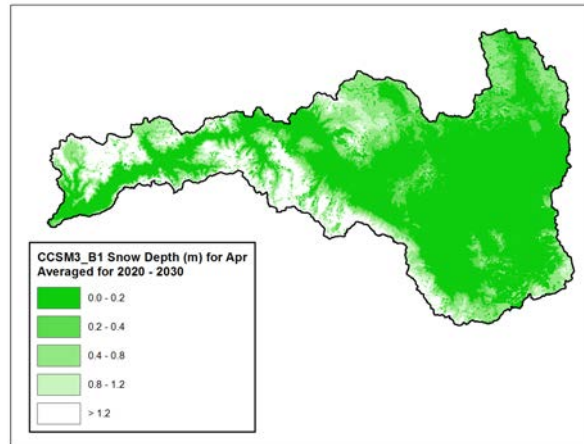 CCSM3_B1 Snow Depth (m) for Apr
Averaged for 2020 - 2030
0.0 - 0.2
0.2 - 0.4
0.4 - 0.8
0.8 - 1.2
> 1.2